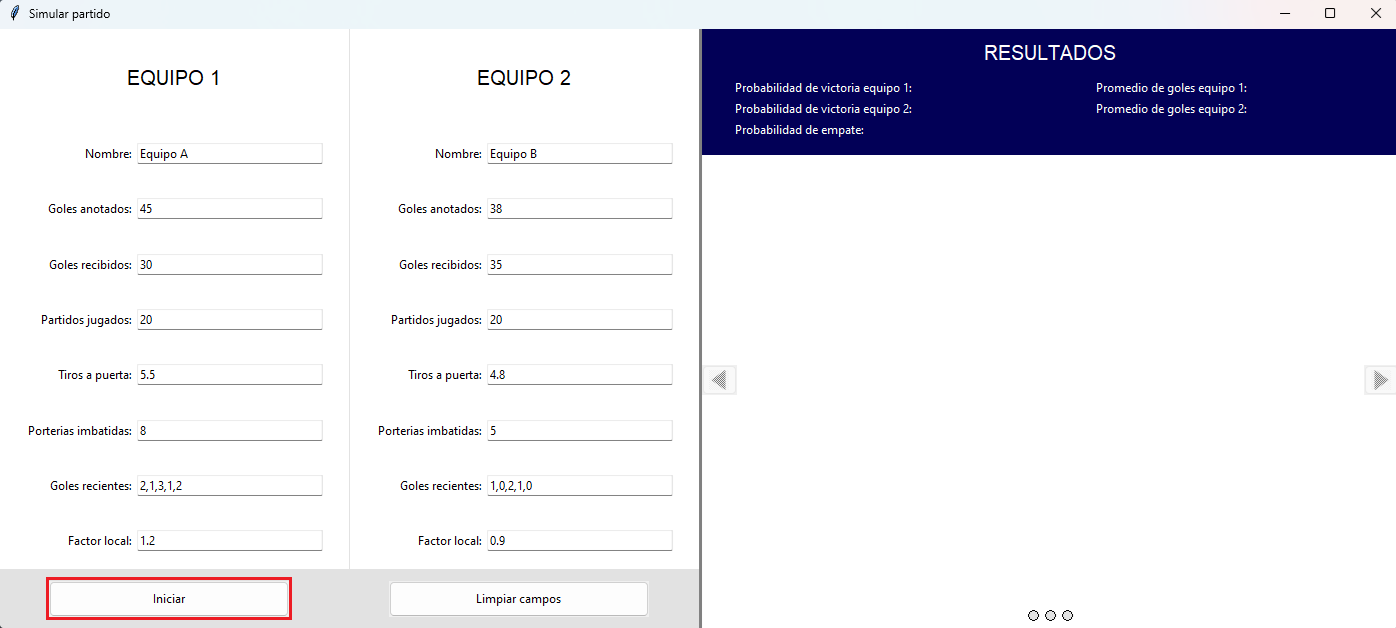 Simular partido
EQUIPO 1
Nombre: Equipo A
Goles anotados: 45
Goles recibidos: 30
Partidos jugados: 20
Tiros a puerta: 5.5
Porterias imbatidas: 8
Goles recientes: 2,1,3,1,2
Factor local: 1.2
Iniciar
EQUIPO 2
Nombre: Equipo B
Goles anotados: 38
Goles recibidos: 35
Partidos jugados: 20
Tiros a puerta: 4.8
Porterias imbatidas: 5
Goles recientes: 1,0,2,1,0
Factor local: 0.9
Limpiar campos
RESULTADOS
Probabilidad de victoria equipo 1:
Probabilidad de victoria equipo 2:
Probabilidad de empate:
Promedio de goles equipo 1:
Promedio de goles equipo 2: